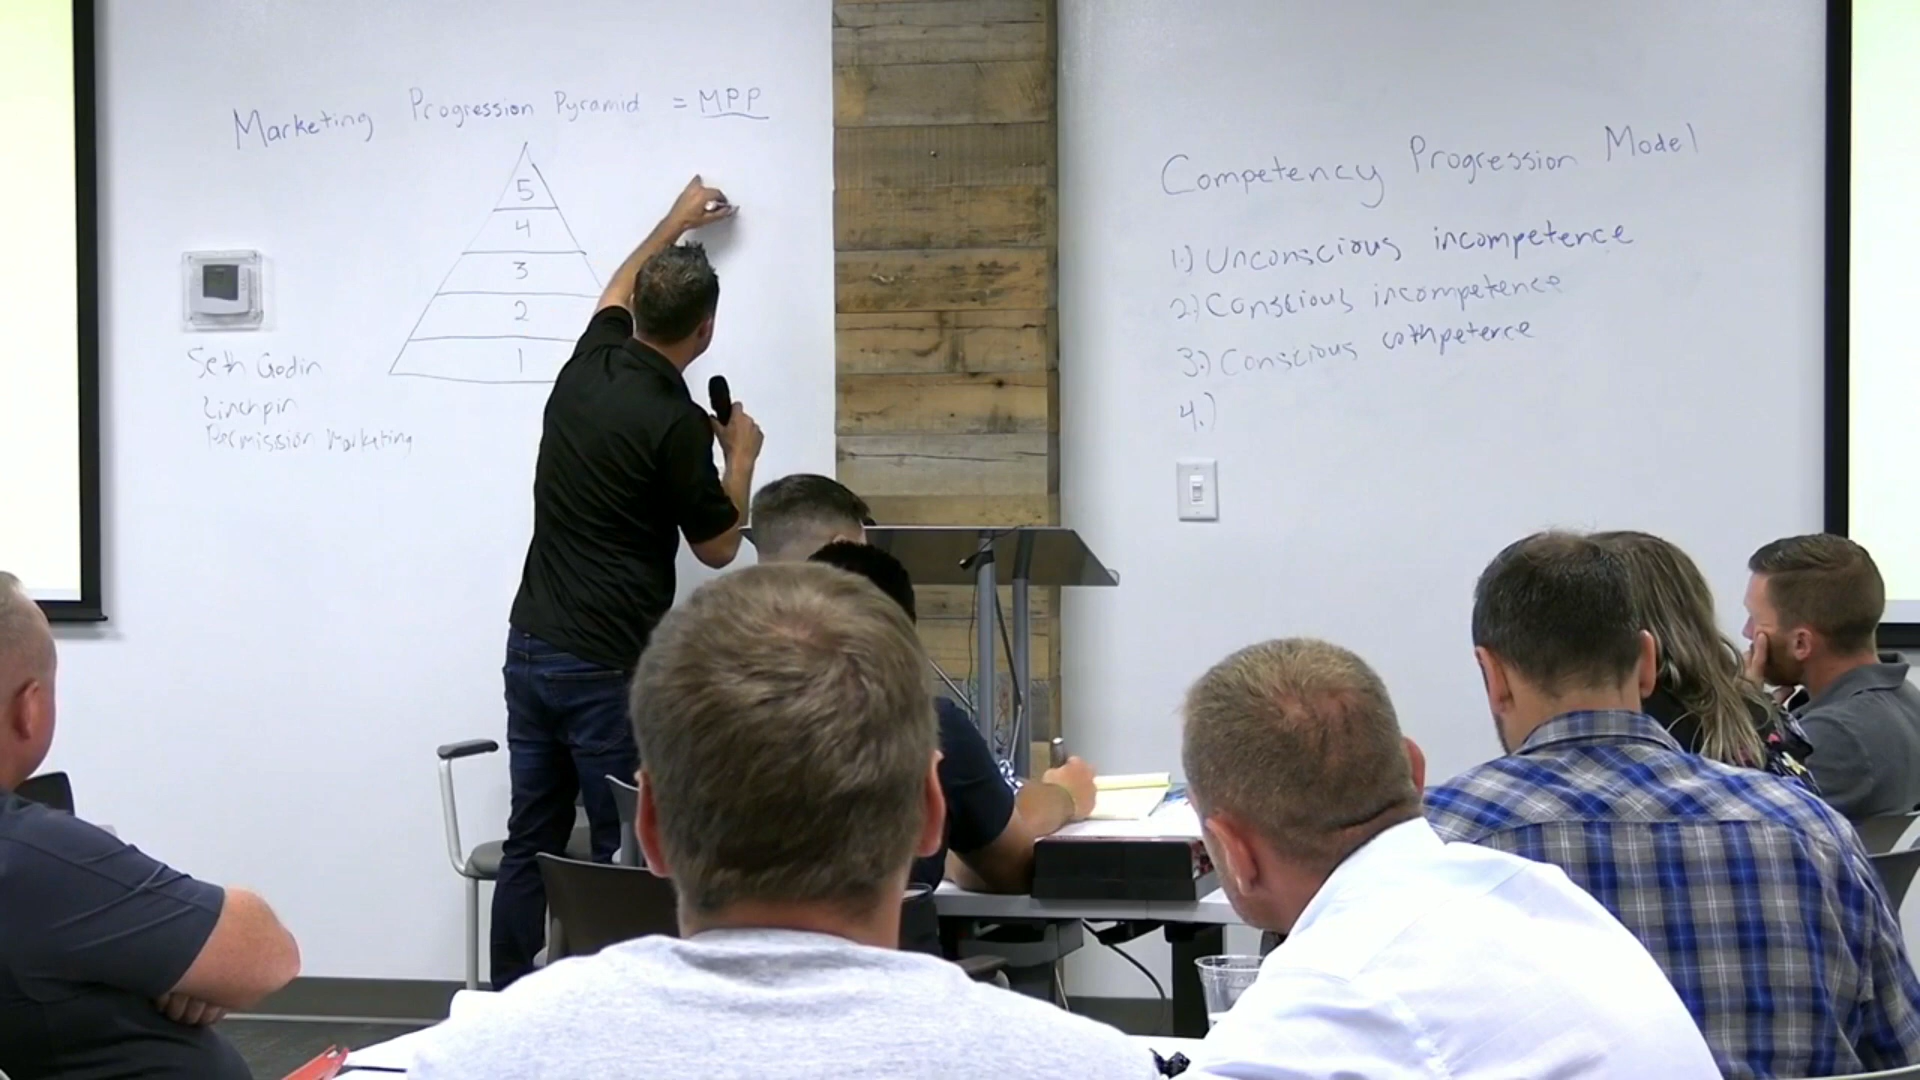 Marketing Progression Pyramid = MPP
5
4
3
2
1
Seth Godin
Linchpin
Permission Marketing
Competency Progression Model
1.) Unconscious incompetence
2.) Conscious incompetence
3.) Conscious competence
4.)